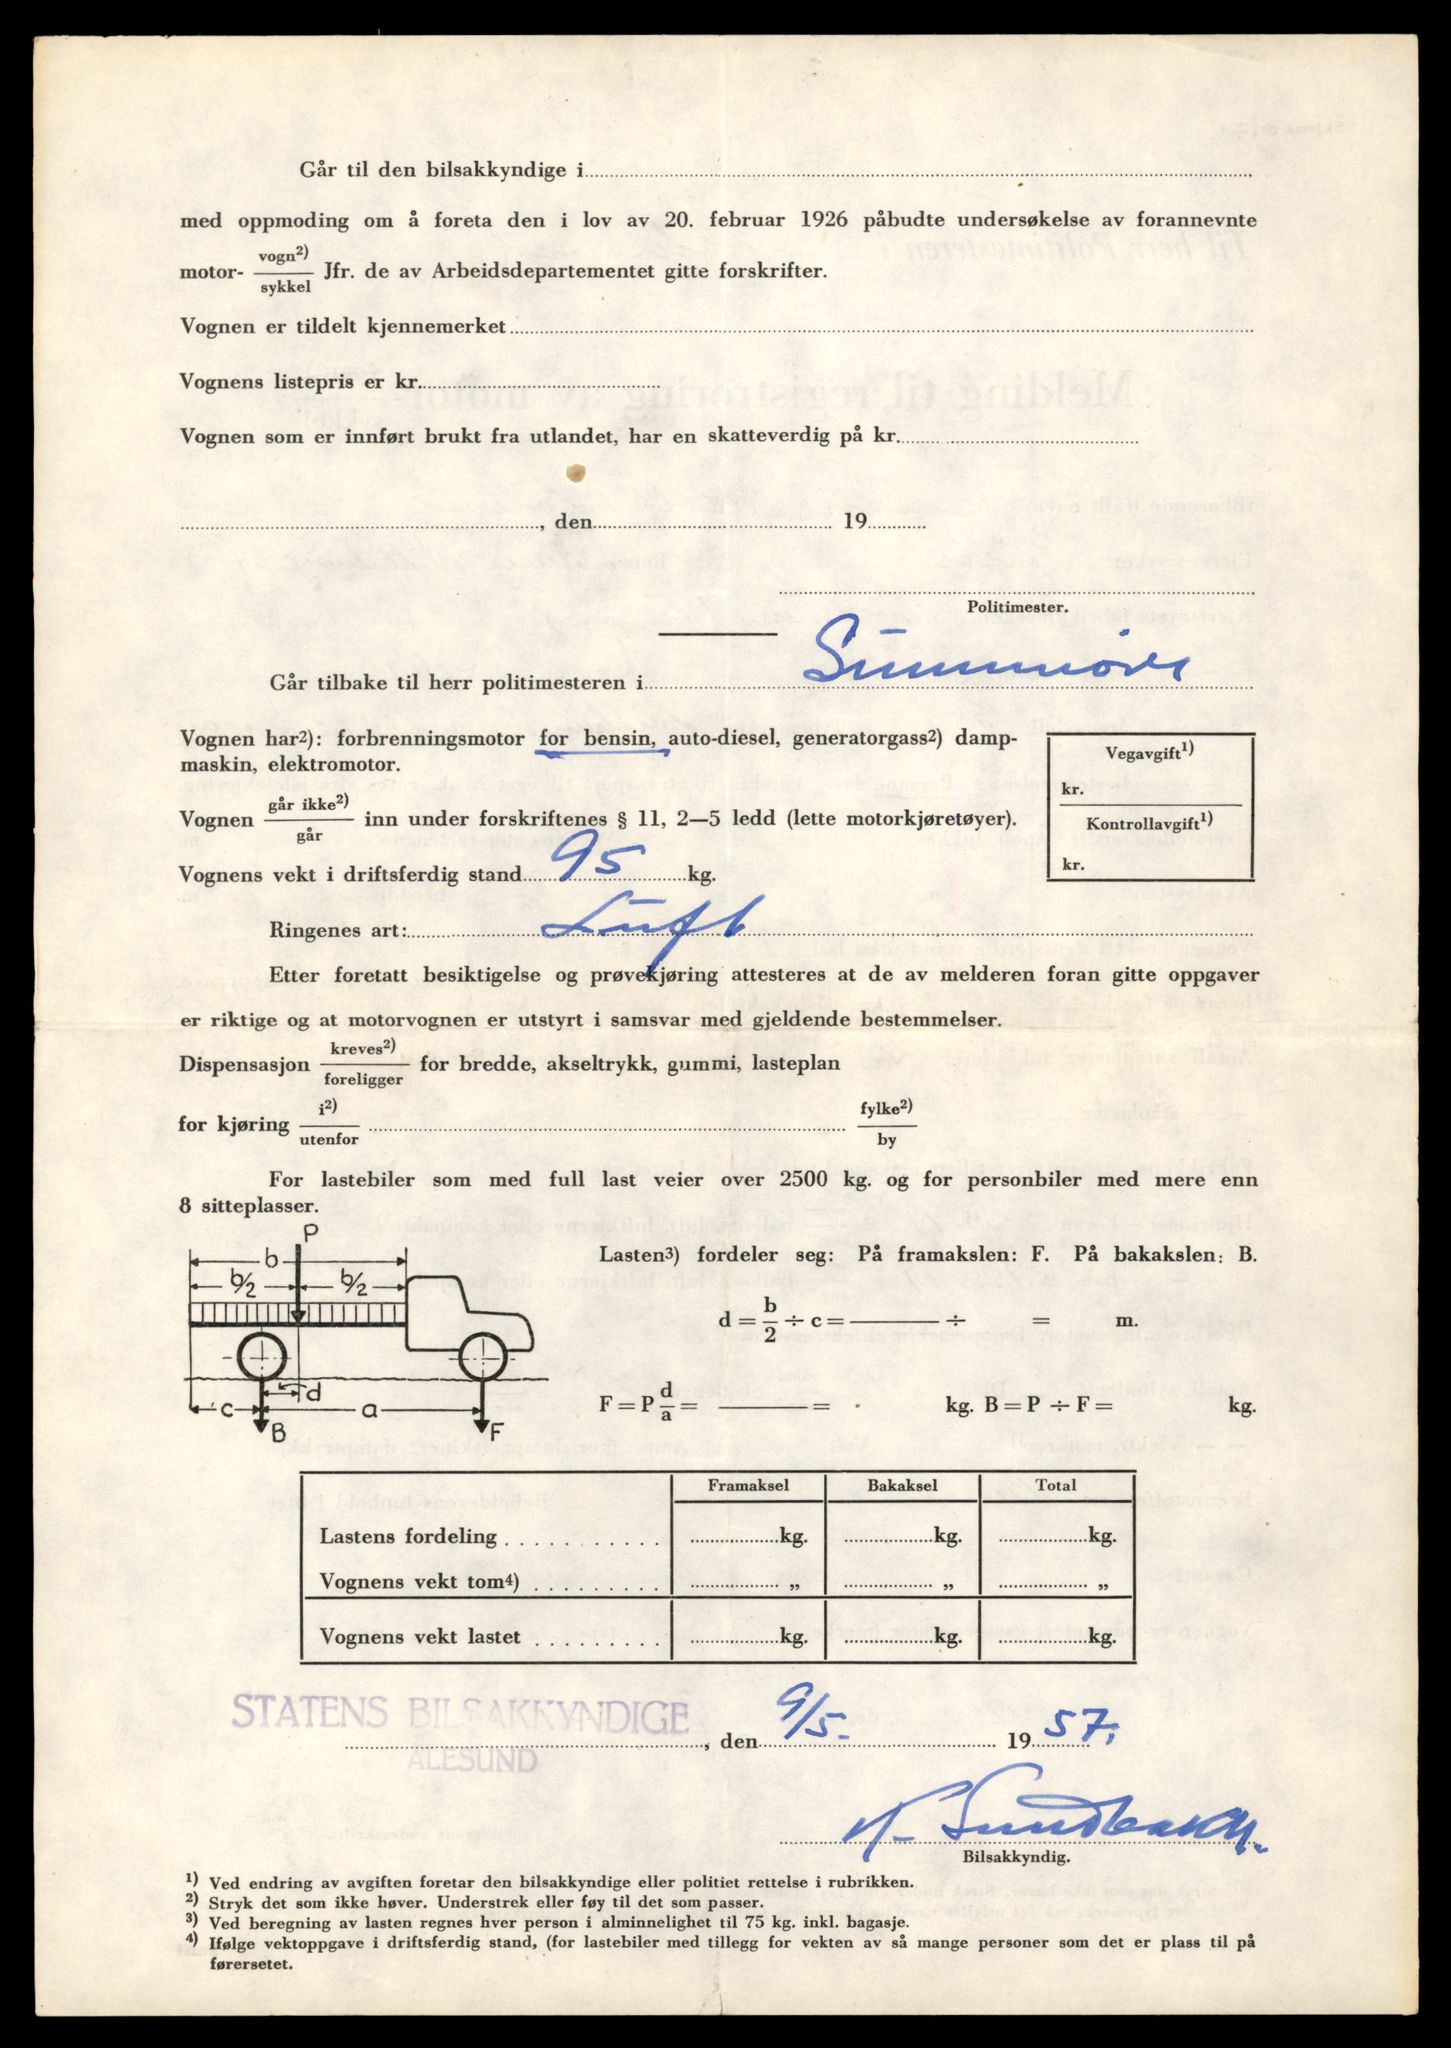 Går til den bilsakkyndige i
med oppmoding om å foreta den i lov av 20. februar 1926 påbudte undersøkelse av forannevnte
motor- vogn2) / sykkel Jfr. de av Arbeidsdepartementet gitte forskrifter.
Vognen er tildelt kjennemerket
Vognens listepris er kr.
Vognen som er innført brukt fra utlandet, har en skatteverdig på kr.
, den 19
Politimester.
Går tilbake til herr politimesteren i Sunnmøre
Vognen har2): forbrenningsmotor for bensin, auto-diesel, generatorgass2) damp-
maskin, elektromotor.
Vegavgift1)
kr.
Kontrollavgift1)
kr.
Vognen går ikke2) / går inn under forskriftenes § 11, 2—5 ledd (lette motorkjøretøyer).
Vognens vekt i driftsferdig stand 95 kg.
Ringenes art: Luft
Etter foretatt besiktigelse og prøvekjøring attesteres at de av melderen foran gitte oppgaver
er riktige og at motorvognen er utstyrt i samsvar med gjeldende bestemmelser.
Dispensasjon kreves2) / foreligger for bredde, akseltrykk, gummi, lasteplan
for kjøring i2) / utenfor fylke2) / by
For lastebiler som med full last veier over 2500 kg. og for personbiler med mere enn
8 sitteplasser.
P
b
b/2 b/2
d
c a
B F
Lasten3) fordeler seg: På framakslen: F. På bakakslen: B.
d = b/2 ÷ c = ——— ÷ = m.
F = P d/a = ——— = kg. B = P ÷ F = kg.
Framaksel Bakaksel Total
Lastens fordeling . . . . . . . . . . . kg. kg. kg.
Vognens vekt tom4) . . . . . . . . . „ „ „
Vognens vekt lastet . . . . . . . . . kg. kg. kg.
STATENS BILSAKKYNDIGE
, den 9/5- 1957.
ÅLESUND
K. Sundbakk.
Bilsakkyndig.
1) Ved endring av avgiften foretar den bilsakkyndige eller politiet rettelse i rubrikken.
2) Stryk det som ikke høver. Understrek eller føy til det som passer.
3) Ved beregning av lasten regnes hver person i alminnelighet til 75 kg. inkl. bagasje.
4) Ifølge vektoppgave i driftsferdig stand, (for lastebiler med tillegg for vekten av så mange personer som det er plass til på
førersetet.